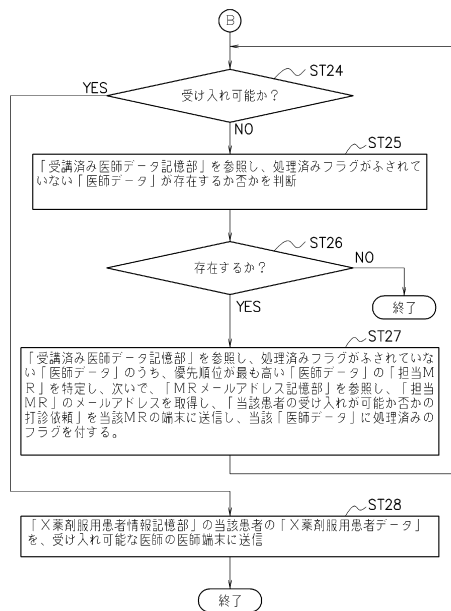 B
ST24
YES
受け入れ可能か？
NO
ST25
「受講済み医師データ記憶部」を参照し、処理済みフラグがふされて
いない「医師データ」が存在するか否かを判断
ST26
存在するか？
NO
終了
YES
ST27
「受講済み医師データ記憶部」を参照し、処理済みフラグがふされていな
い「医師データ」のうち、優先順位が最も高い「医師データ」の「担当M
R」を特定し、次いで、「MRメールアドレス記憶部」を参照し、「担当
MR」のメールアドレスを取得し、「当該患者の受け入れが可能か否かの
打診依頼」を当該MRの端末に送信し、当該「医師データ」に処理済みの
フラグを付する。
ST28
「X薬剤服用患者情報記憶部」の当該患者の「X薬剤服用患者データ」
を、受け入れ可能な医師の医師端末に送信
終了